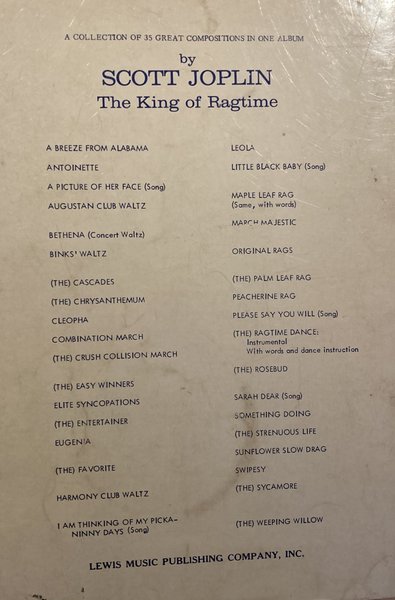 A COLLECTION OF 35 GREAT COMPOSITIONS IN ONE ALBUM
by
SCOTT JOPLIN
The King of Ragtime
A BREEZE FROM ALABAMA
ANTOINETTE
A PICTURE OF HER FACE (Song)
AUGUSTAN CLUB WALTZ
BETHENA (Concert Waltz)
BINKS' WALTZ
(THE) CASCADES
(THE) CHRYSANTHEMUM
CLEOPHA
COMBINATION MARCH
(THE) CRUSH COLLISION MARCH
(THE) EASY WINNERS
ELITE SYNCOPATIONS
(THE) ENTERTAINER
EUGENIA
(THE) FAVORITE
HARMONY CLUB WALTZ
I AM THINKING OF MY PICKA-
NINNY DAYS (Song)
LEOLA
LITTLE BLACK BABY (Song)
MAPLE LEAF RAG
(Same, with words)
MARCH MAJESTIC
ORIGINAL RAGS
(THE) PALM LEAF RAG
PEACHERINE RAG
PLEASE SAY YOU WILL (Song)
(THE) RAGTIME DANCE:
Instrumental
With words and dance instruction
(THE) ROSEBUD
SARAH DEAR (Song)
SOMETHING DOING
(THE) STRENUOUS LIFE
SUNFLOWER SLOW DRAG
SWIPESY
(THE) SYCAMORE
(THE) WEEPING WILLOW
LEWIS MUSIC PUBLISHING COMPANY, INC.